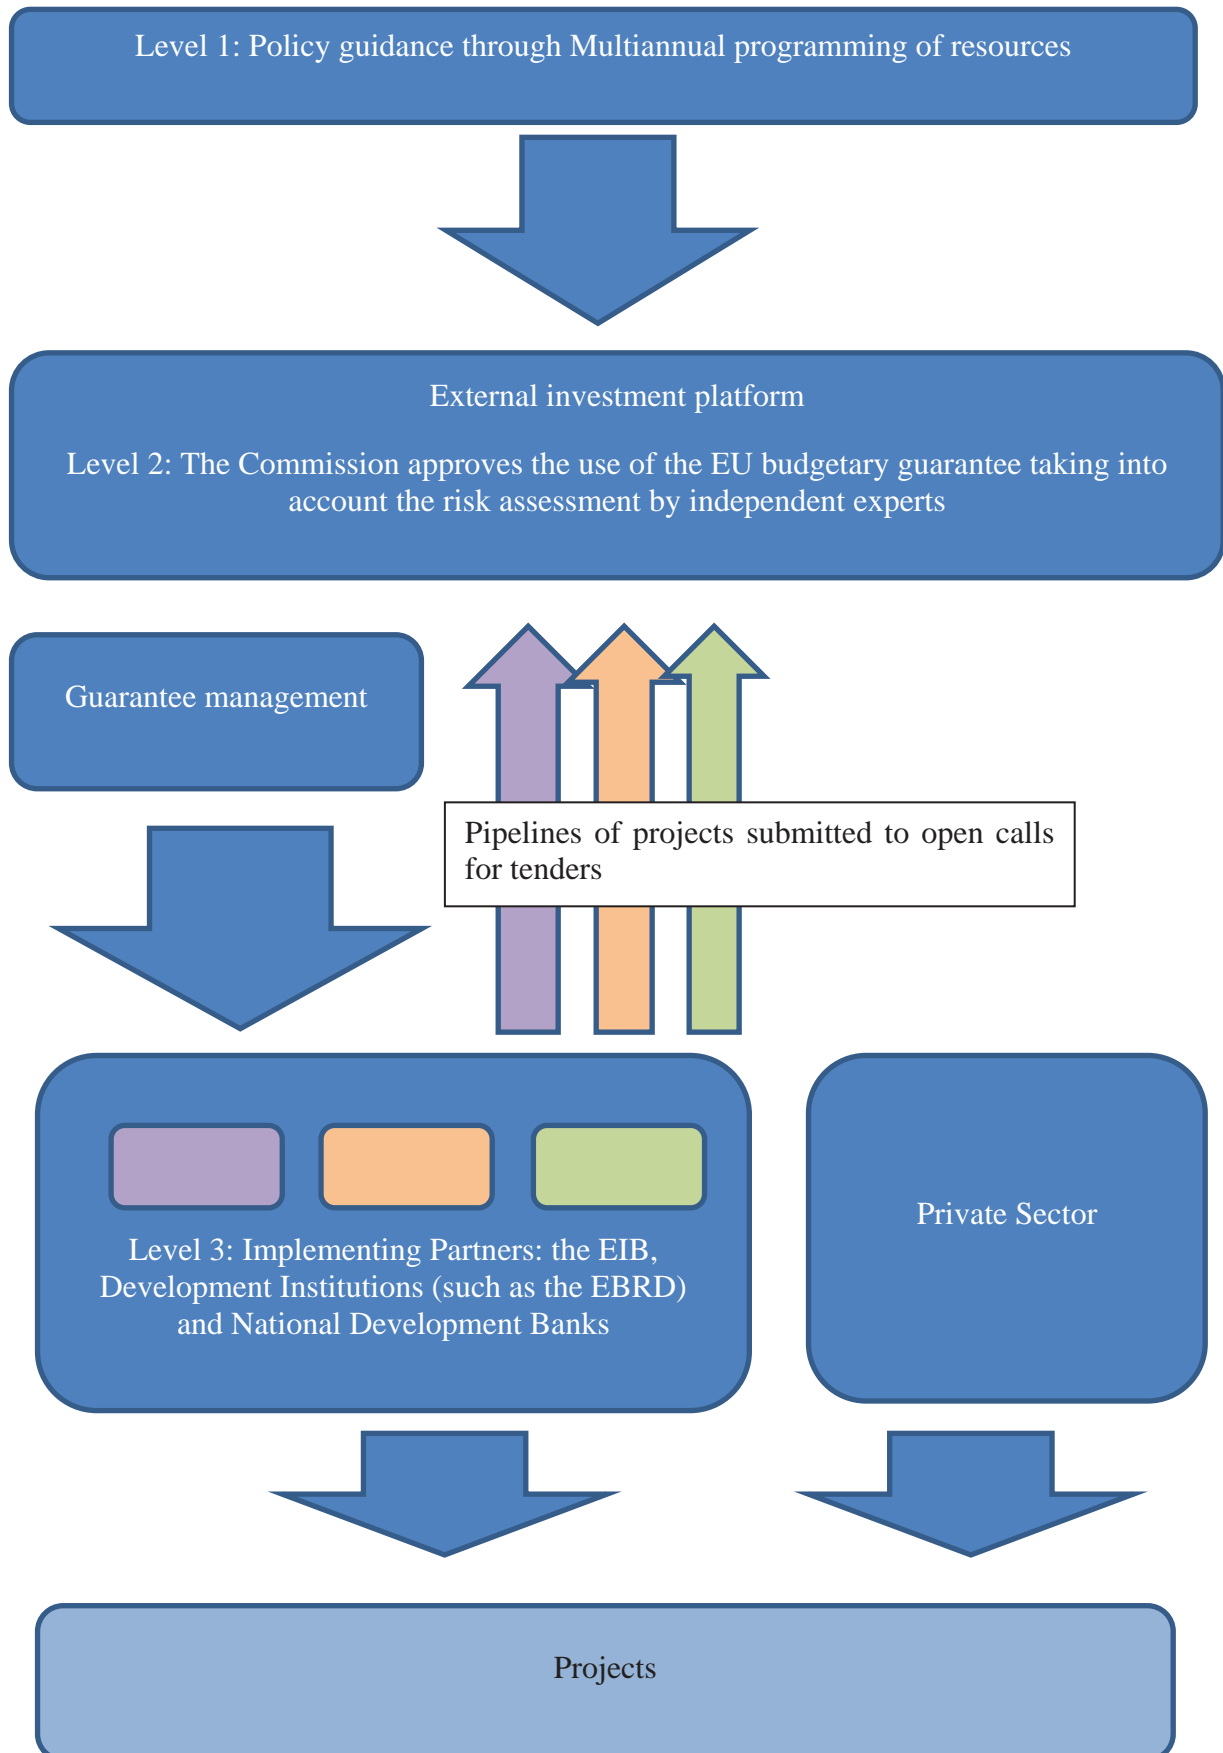 Level 1: Policy guidance through Multiannual programming of resources
External investment platform
Level 2: The Commission approves the use of the EU budgetary guarantee taking into
account the risk assessment by independent experts
Guarantee management
Pipelines of projects submitted to open calls
for tenders
Level 3: Implementing Partners: the EIB,
Development Institutions (such as the EBRD)
and National Development Banks
Private Sector
Projects